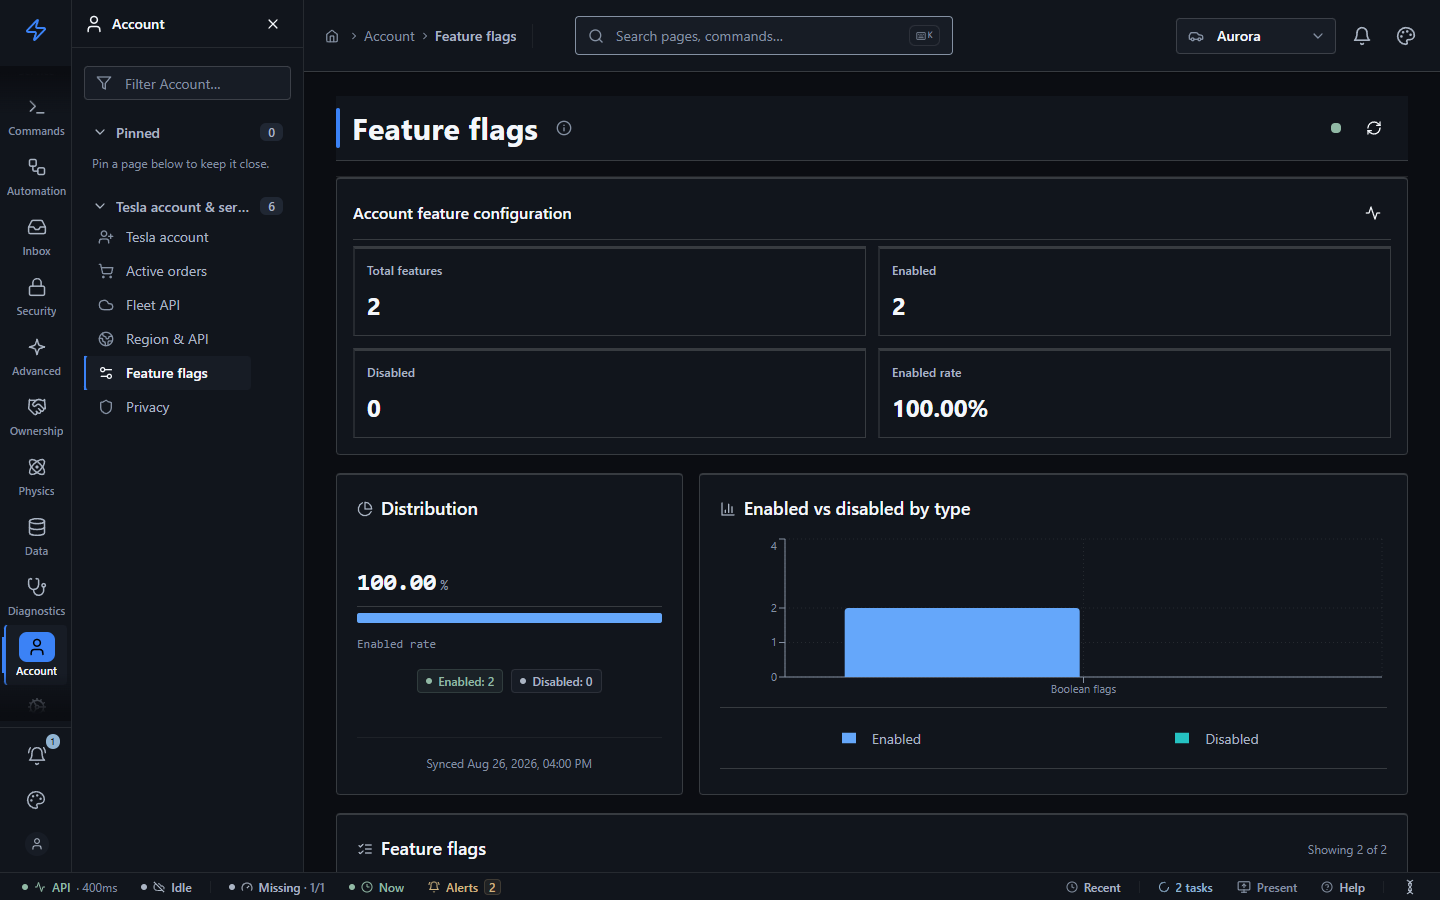 Account
Account
Feature flags
Search pages, commands...
K
Aurora
Filter Account...
Pinned
0
Pin a page below to keep it close.
Tesla account & ser...
6
Tesla account
Active orders
Fleet API
Region & API
Feature flags
Privacy
Commands
Automation
Inbox
Security
Advanced
Ownership
Physics
Data
Diagnostics
Account
1
Feature flags
Account feature configuration
Total features
2
Enabled
2
Disabled
0
Enabled rate
100.00%
Distribution
100.00 %
Enabled rate
Enabled: 2
Disabled: 0
Synced Aug 26, 2026, 04:00 PM
Enabled vs disabled by type
4
2
1
0
Boolean flags
Enabled
Disabled
Feature flags
Showing 2 of 2
API · 400ms
Idle
Missing · 1/1
Now
Alerts 2
Recent
2 tasks
Present
Help